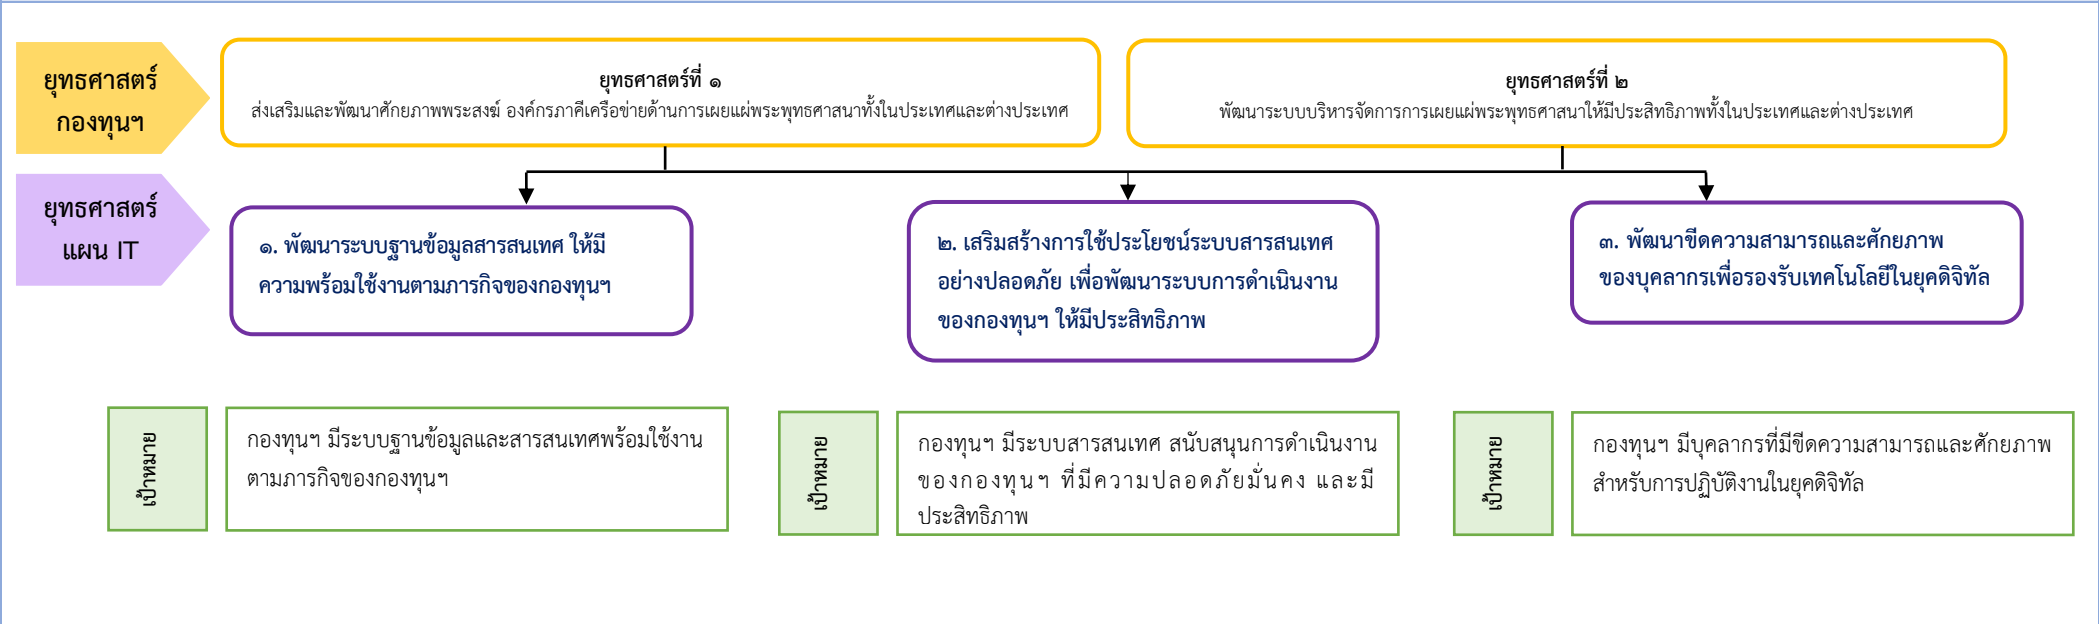 ยุทธศาสตร์
กองทุนฯ
ยุทธศาสตร์ที่ ๑
ส่งเสริมและพัฒนาศักยภาพพระสงฆ์ องค์กรภาคีเครือข่ายด้านการเผยแผ่พระพุทธศาสนาทั้งในประเทศและต่างประเทศ
ยุทธศาสตร์ที่ ๒
พัฒนาระบบบริหารจัดการการเผยแผ่พระพุทธศาสนาให้มีประสิทธิภาพทั้งในประเทศและต่างประเทศ
ยุทธศาสตร์
แผน IT
๑. พัฒนาระบบฐานข้อมูลสารสนเทศ ให้มี
ความพร้อมใช้งานตามภารกิจของกองทุนฯ
๒. เสริมสร้างการใช้ประโยชน์ระบบสารสนเทศ
อย่างปลอดภัย เพื่อพัฒนาระบบการดำเนินงาน
ของกองทุนฯ ให้มีประสิทธิภาพ
๓. พัฒนาขีดความสามารถและศักยภาพ
ของบุคลากรเพื่อรองรับเทคโนโลยีในยุคดิจิทัล
เป้าหมาย
กองทุนฯ มีระบบฐานข้อมูลและสารสนเทศพร้อมใช้งาน
ตามภารกิจของกองทุนฯ
เป้าหมาย
กองทุนฯ มีระบบสารสนเทศ สนับสนุนการดำเนินงาน
ของกองทุนฯ ที่มีความปลอดภัยมั่นคง และมี
ประสิทธิภาพ
เป้าหมาย
กองทุนฯ มีบุคลากรที่มีขีดความสามารถและศักยภาพ
สำหรับการปฏิบัติงานในยุคดิจิทัล